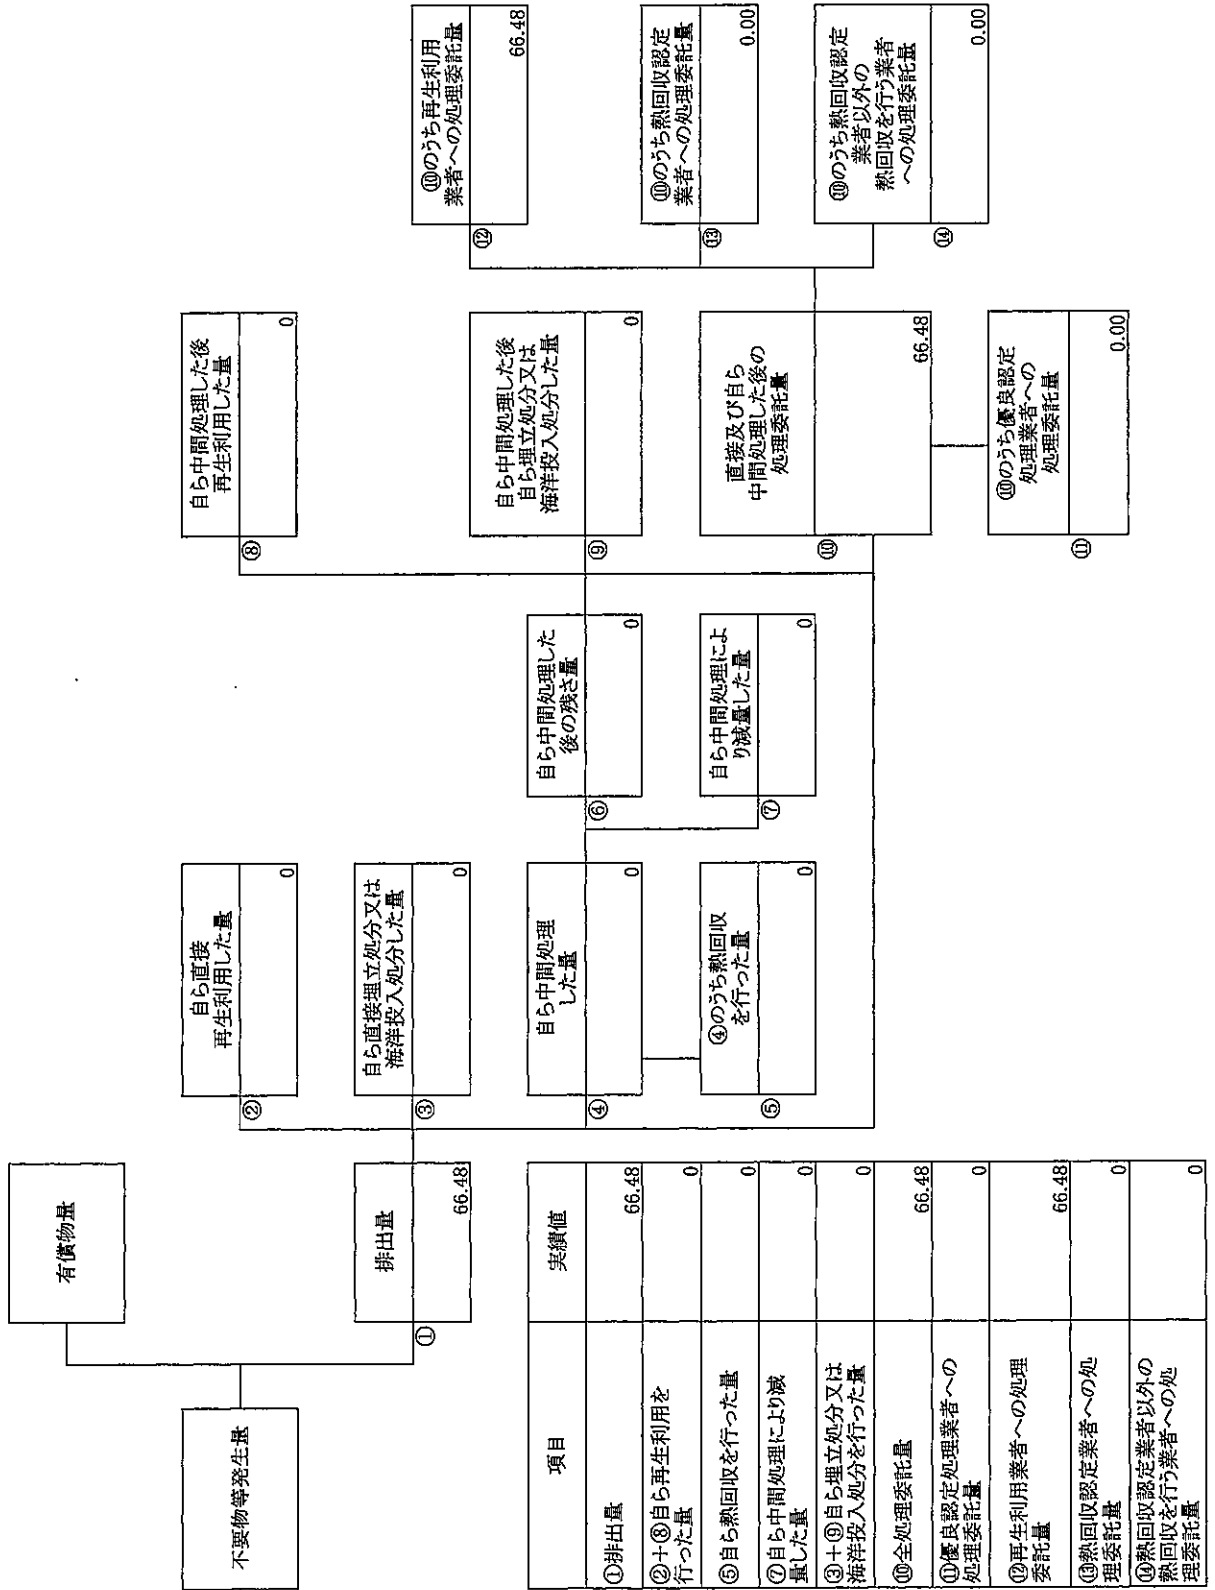 不要物等発生量
有償物量
①
排出量
66.48
②
自ら直接
再生利用した量
0
③
自ら直接埋立処分又は
海洋投入処分した量
0
④
自ら中間処理
した量
0
⑤
④のうち熱回収
を行った量
0
⑥
自ら中間処理した
後の残さ量
0
⑦
自ら中間処理によ
り減量した量
0
⑧
自ら中間処理した後
再生利用した量
0
⑨
自ら中間処理した後
自ら埋立処分又は
海洋投入処分した量
0
⑩
直接及び自ら
中間処理した後の
処理委託量
66.48
⑪
⑩のうち優良認定
処理業者への
処理委託量
0.00
⑫
⑩のうち再生利用
業者への処理委託量
66.48
⑬
⑩のうち熱回収認定
業者への処理委託量
0.00
⑭
⑩のうち熱回収認定
業者以外の
熱回収を行う業者
への処理委託量
0.00
項目 実績値
①排出量 66.48
②+⑧自ら再生利用を
行った量 0
⑤自ら熱回収を行った量 0
⑦自ら中間処理により減
量した量 0
③+⑨自ら埋立処分又は
海洋投入処分を行った量 0
⑩全処理委託量 66.48
⑪優良認定処理業者への
処理委託量 0
⑫再生利用業者への処理
委託量 66.48
⑬熱回収認定業者への処
理委託量 0
⑭熱回収認定業者以外の
熱回収を行う業者への処
理委託量 0